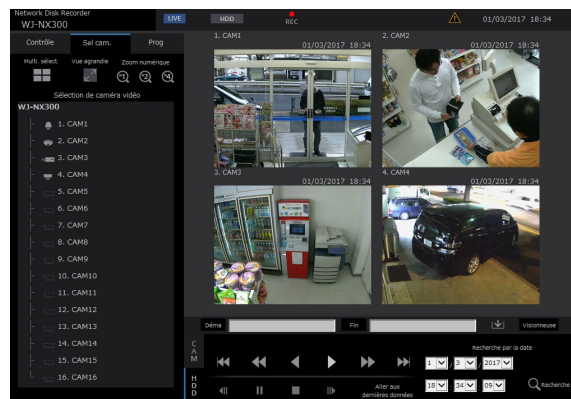 Network Disk Recorder
WJ-NX300
LIVE
HDD
REC
01/03/2017 18:34
Contrôle
Sel cam.
Prog
Multi. sélect.
Vue agrandie
Zoom numérique
x1
x2
x4
Sélection de caméra vidéo
WJ-NX300
1. CAM1
2. CAM2
3. CAM3
4. CAM4
5. CAM5
6. CAM6
7. CAM7
8. CAM8
9. CAM9
10. CAM10
11. CAM11
12. CAM12
13. CAM13
14. CAM14
15. CAM15
16. CAM16
1. CAM1
01/03/2017 18:34
2. CAM2
01/03/2017 18:34
3. CAM3
01/03/2017 18:34
4. CAM4
01/03/2017 18:34
Déma
Fin
Visionneuse
CAM
HDD
Aller aux
dernières données
Recherche par la date
1 / 3 / 2017
18 : 34 : 09
Recherche